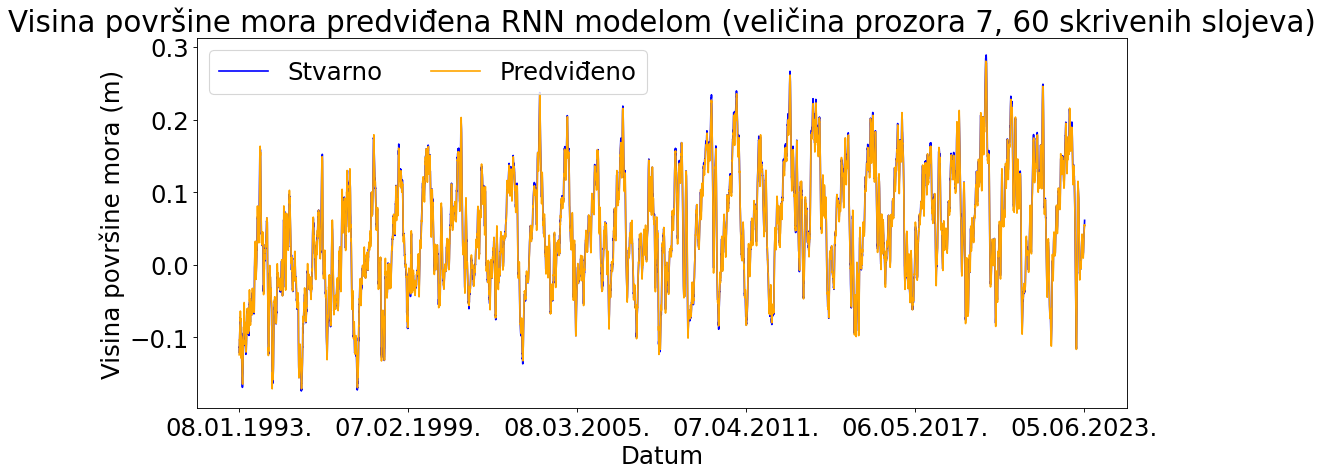 Visina površine mora predviđena RNN modelom (veličina prozora 7, 60 skrivenih slojeva)
Stvarno Predviđeno
Visina površine mora (m)
0.3
0.2
0.1
0.0
−0.1
08.01.1993. 07.02.1999. 08.03.2005. 07.04.2011. 06.05.2017. 05.06.2023.
Datum